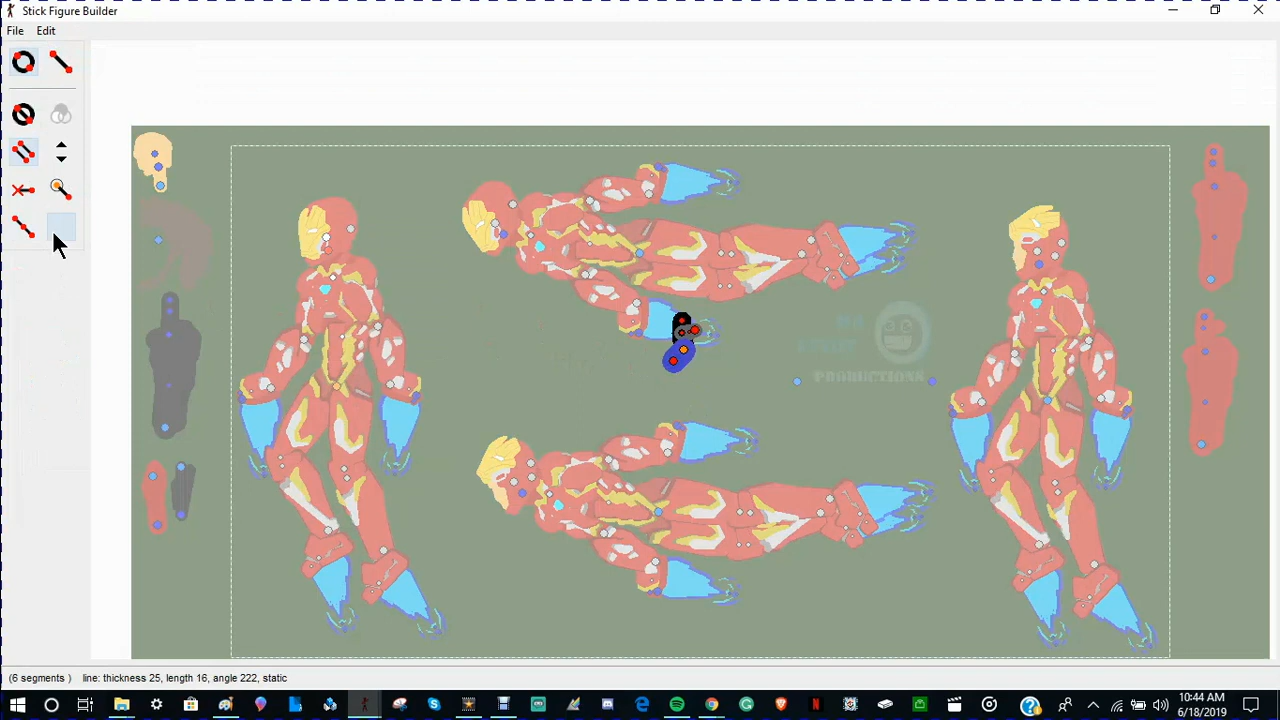 Stick Figure Builder
File Edit
PRODUCTIONS
(6 segments ) line: thickness 25, length 16, angle 222, static
10:44 AM
6/18/2019